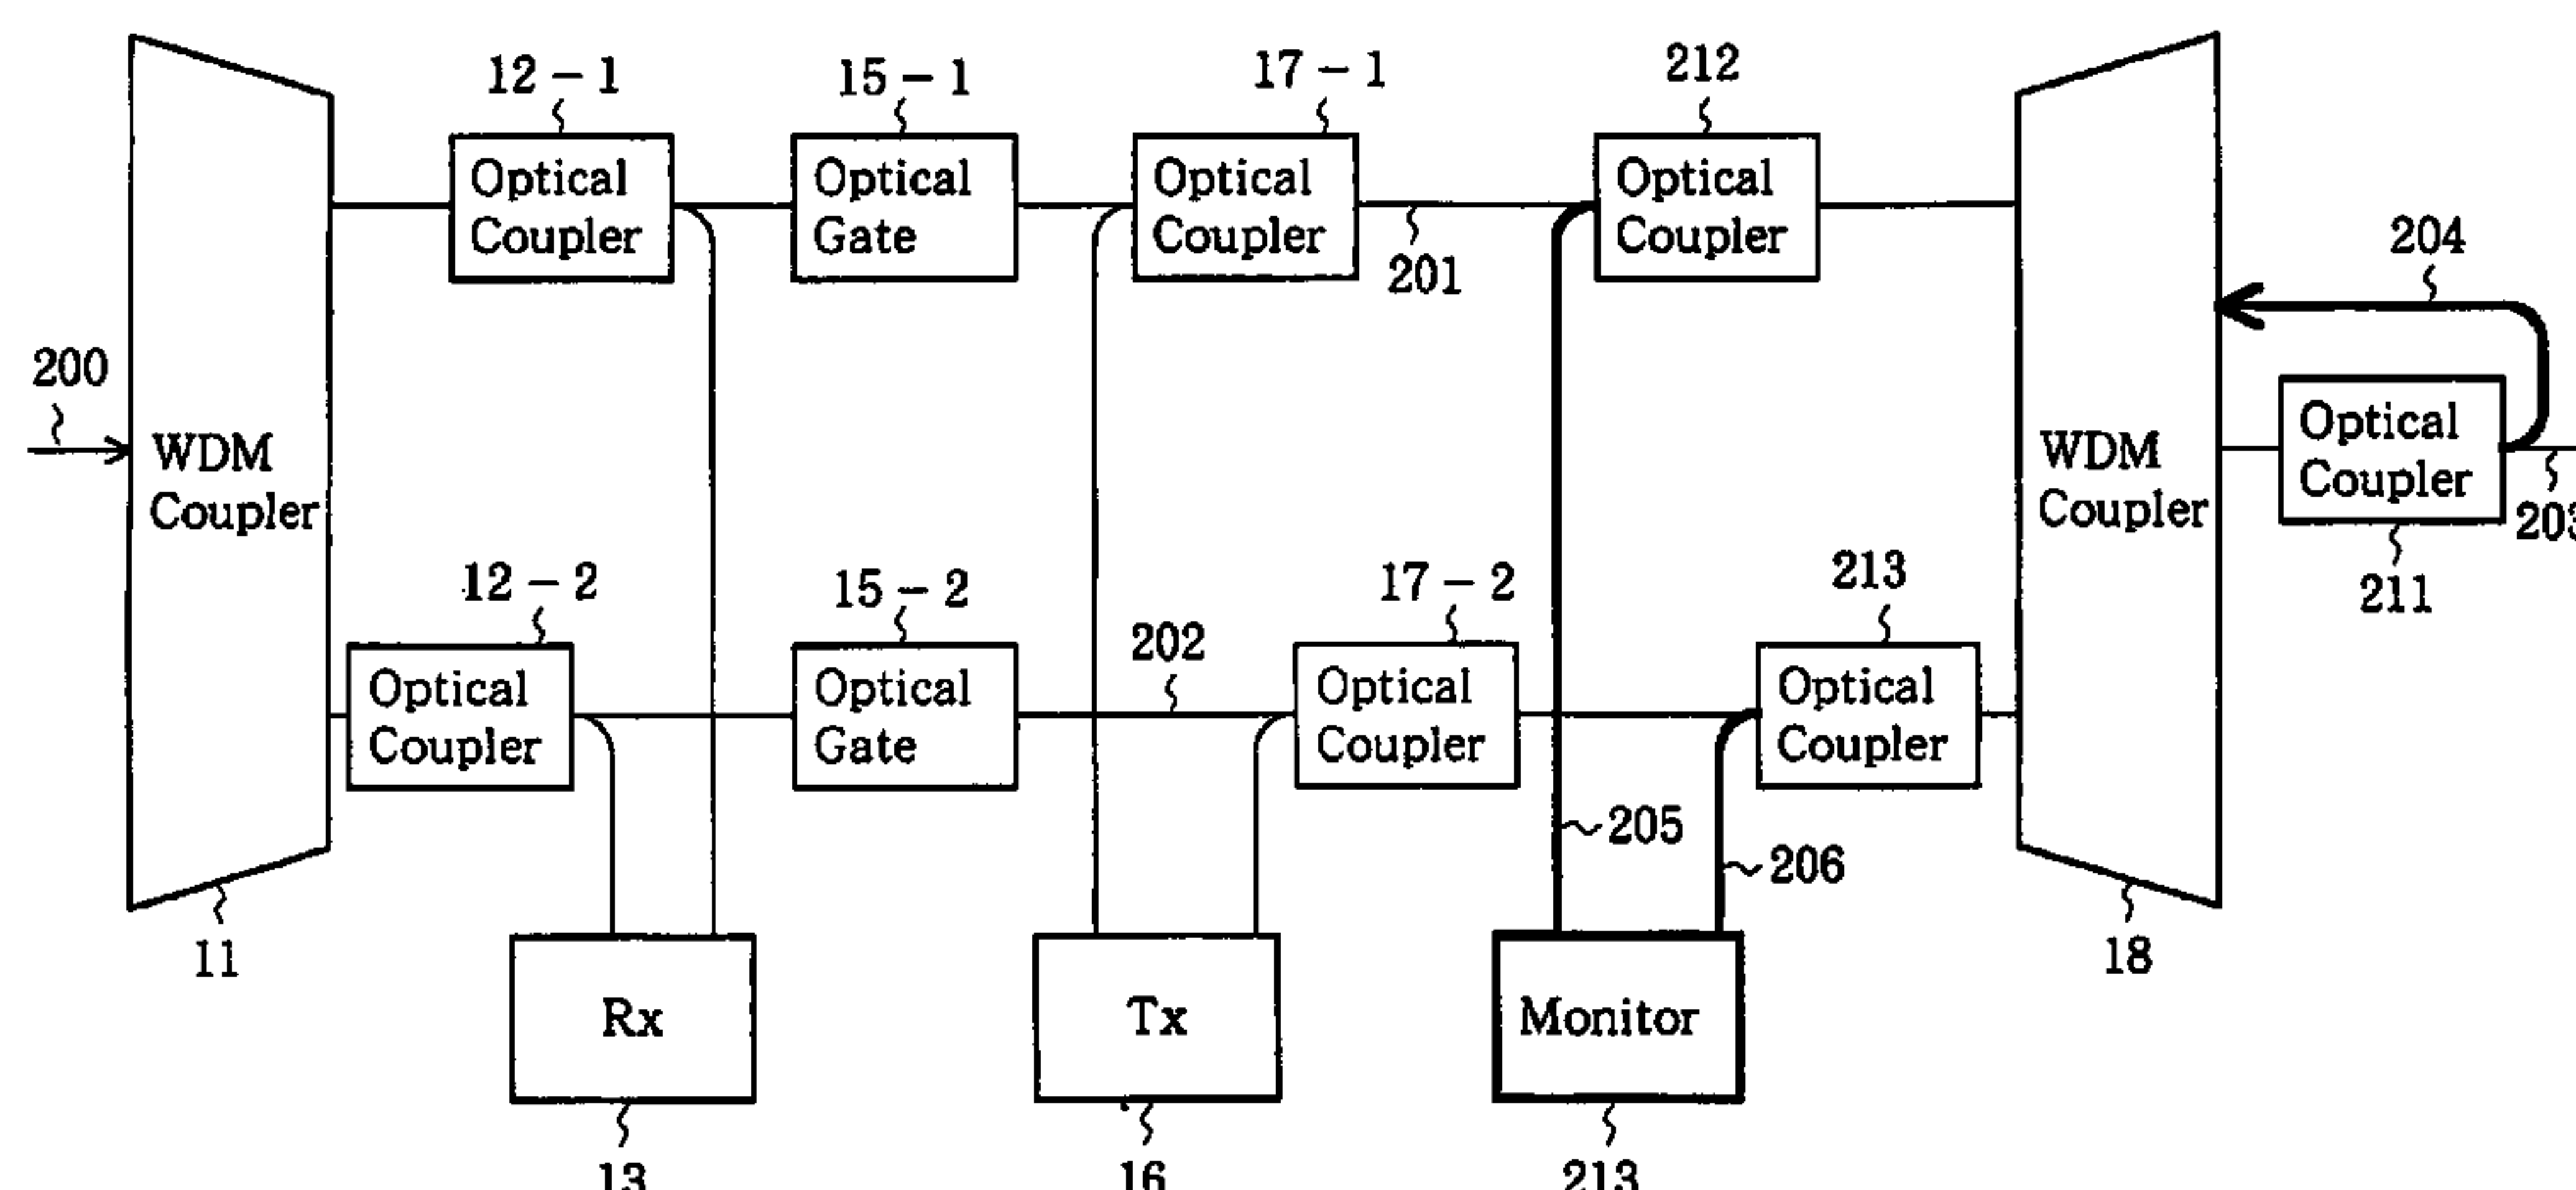 12 - 1
15 - 1
17 - 1
212
Optical
Coupler
Optical
Gate
Optical
Coupler
Optical
Coupler
201
204
200
WDM
Coupler
WDM
Coupler
Optical
Coupler
203
211
12 - 2
15 - 2
202
17 - 2
213
Optical
Coupler
Optical
Gate
Optical
Coupler
Optical
Coupler
205
206
11
18
Rx
Tx
Monitor
13
16
213